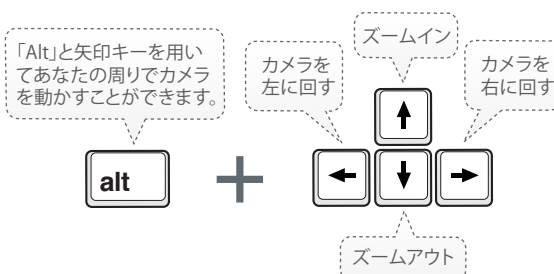 「Alt」と矢印キーを用い
てあなたの周りでカメラ
を動かすことができます。
alt
カメラを
左に回す
ズームイン
カメラを
右に回す
ズームアウト